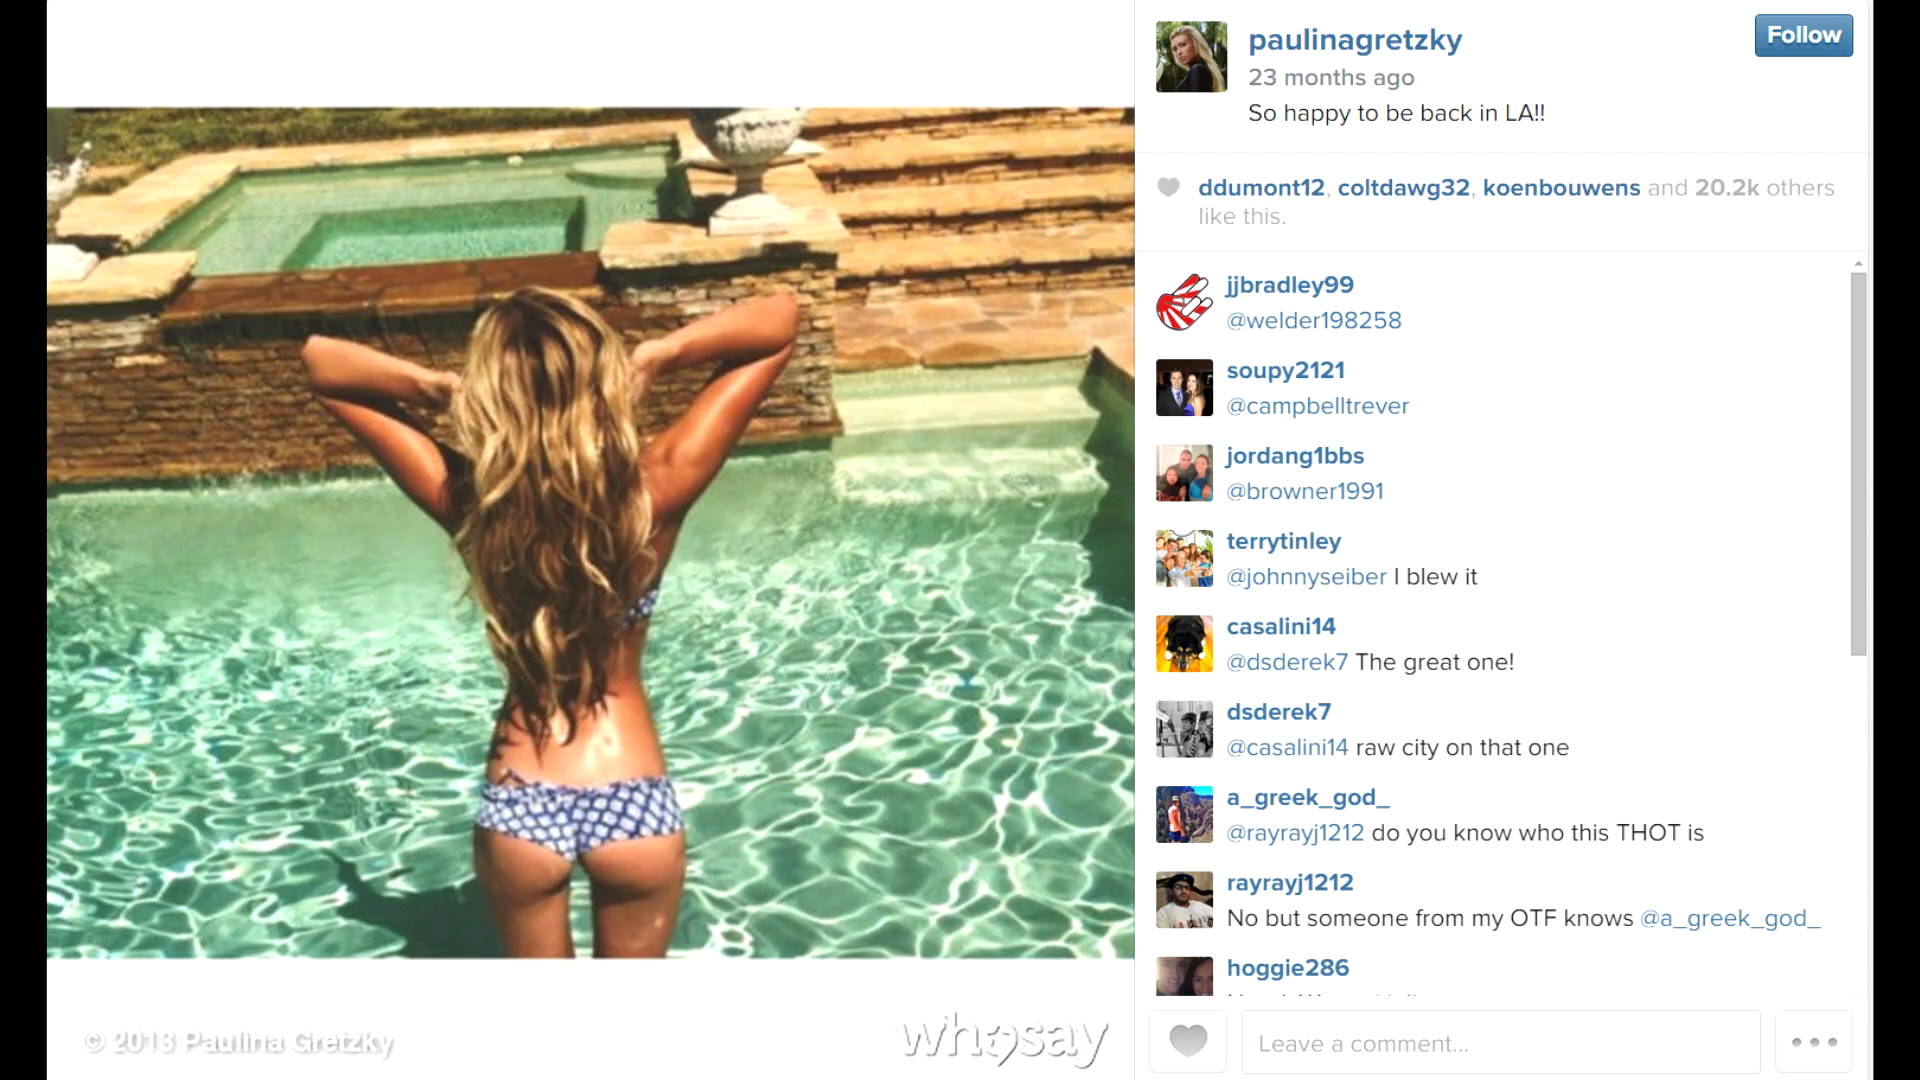 paulinagretzky
Follow
23 months ago
So happy to be back in LA!!
ddumont12, coltdawg32, koenbouwens and 20.2k others
like this.
jjbradley99
@welder198258
soupy2121
@campbelltrever
jordang1bbs
@browner1991
terrytinley
@johnnyseiber I blew it
casalini14
@dsderek7 The great one!
dsderek7
@casalini14 raw city on that one
a_greek_god_
@rayrayj1212 do you know who this THOT is
rayrayj1212
No but someone from my OTF knows @a_greek_god_
hoggie286
Leave a comment...
© 2013 Paulina Gretzky
whosay